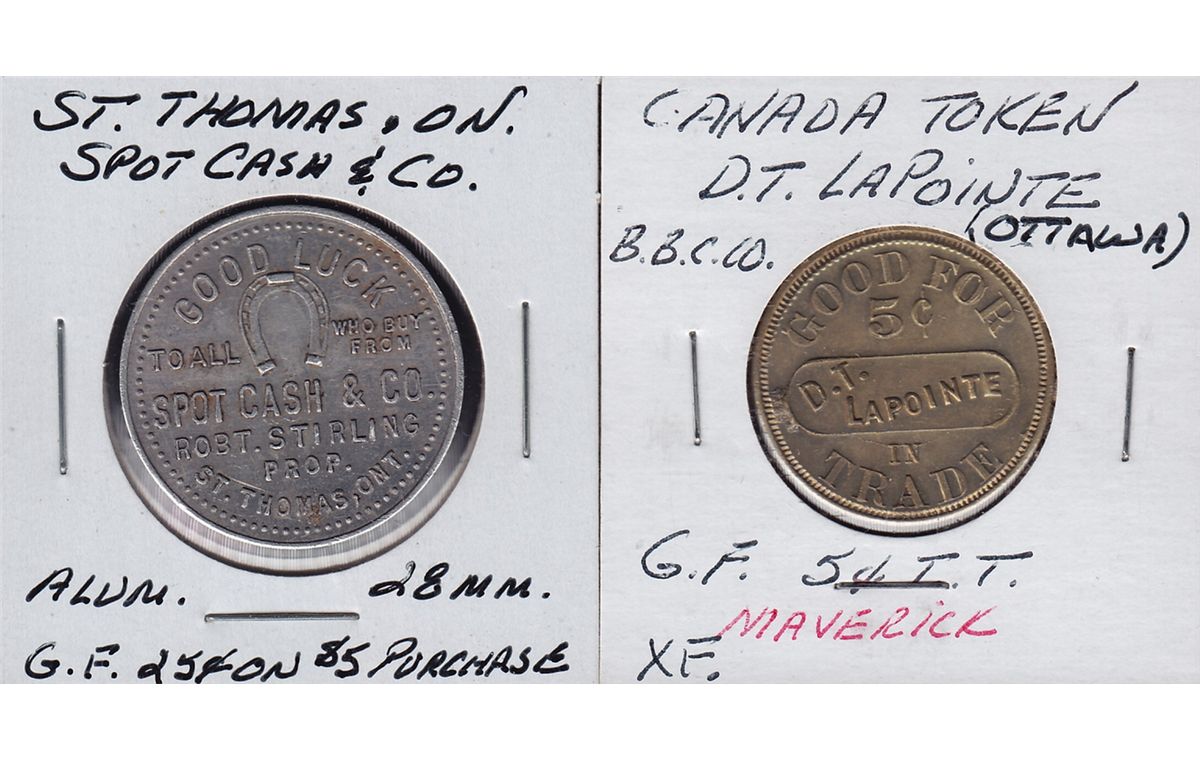 ST. THOMAS, ON.
SPOT CASH & CO.
GOOD LUCK
TO ALL
WHO BUY
FROM
SPOT CASH & CO.
ROBT. STIRLING
PROP.
ST. THOMAS, ONT.
ALUM. 28 MM.
G.F. 25¢ ON $5 PURCHASE
CANADA TOKEN
D.T. LAPOINTE
(OTTAWA)
B.B.C.CO.
GOOD FOR
5¢
D.T.
LAPOINTE
IN
TRADE
G.F. 5¢ I.T.
MAVERICK
XF.